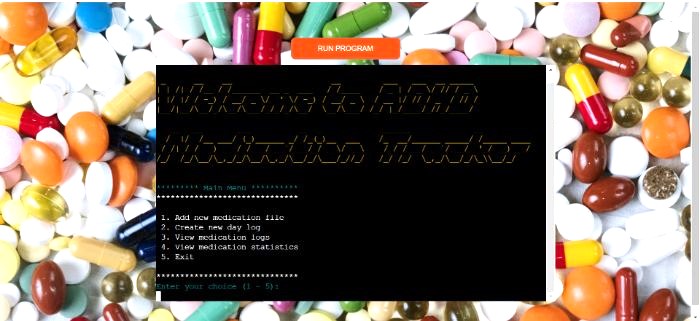 RUN PROGRAM
Welcome to ADHD
Medication Tracker
********* Main Menu **********
******************************
1. Add new medication file
2. Create new day log
3. View medication logs
4. View medication statistics
5. Exit
******************************
Enter your choice (1 - 5):